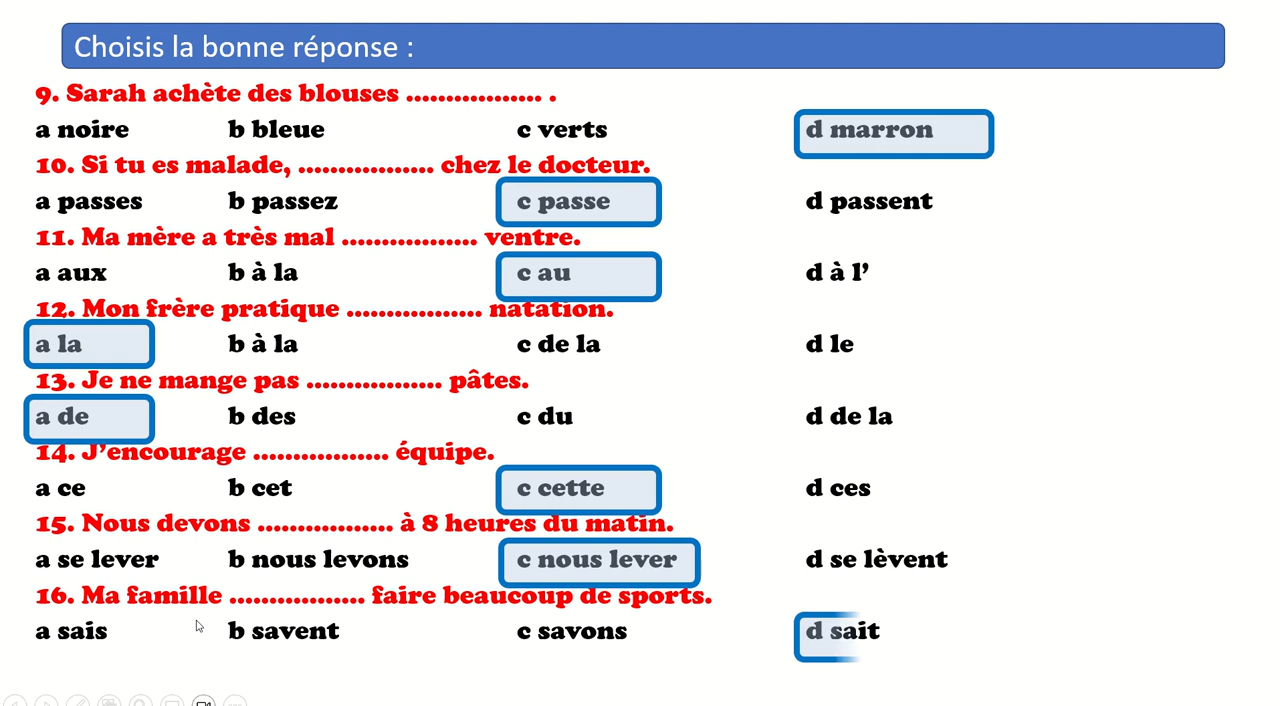 Choisis la bonne réponse :
9. Sarah achète des blouses ................. .
a noire b bleue c verts d marron
10. Si tu es malade, ................. chez le docteur.
a passes b passez c passe d passent
11. Ma mère a très mal ................. ventre.
a aux b à la c au d à l’
12. Mon frère pratique ................. natation.
a la b à la c de la d le
13. Je ne mange pas ................. pâtes.
a de b des c du d de la
14. J’encourage ................. équipe.
a ce b cet c cette d ces
15. Nous devons ................. à 8 heures du matin.
a se lever b nous levons c nous lever d se lèvent
16. Ma famille ................. faire beaucoup de sports.
a sais b savent c savons d sait